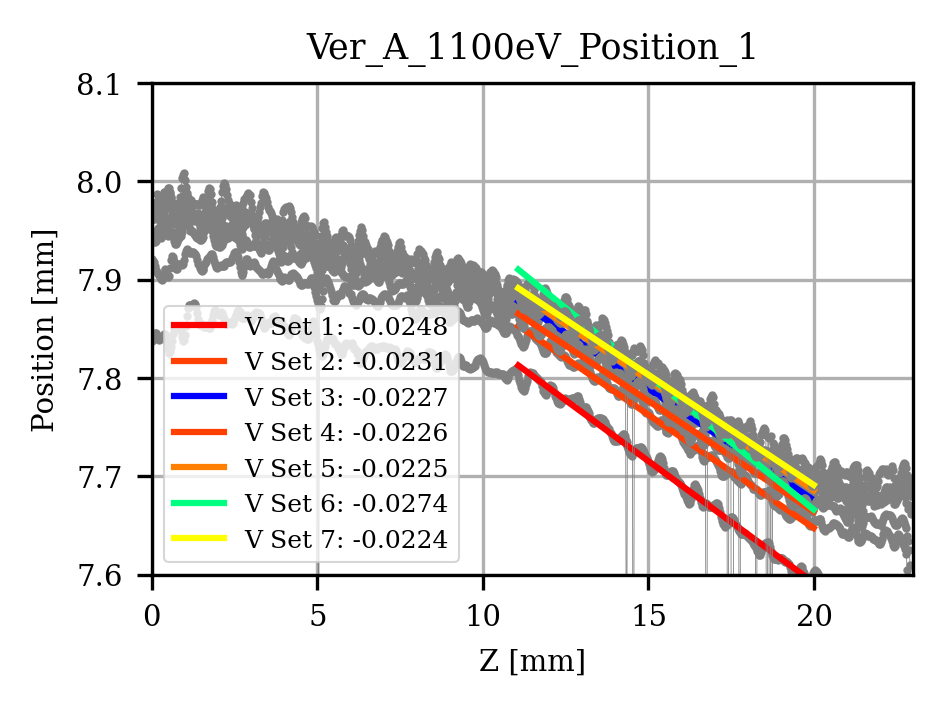 Ver_A_1100eV_Position_1
8.1
8.0
7.9
7.8
7.7
7.6
Position [mm]
V Set 1: -0.0248
V Set 2: -0.0231
V Set 3: -0.0227
V Set 4: -0.0226
V Set 5: -0.0225
V Set 6: -0.0274
V Set 7: -0.0224
0 5 10 15 20
Z [mm]